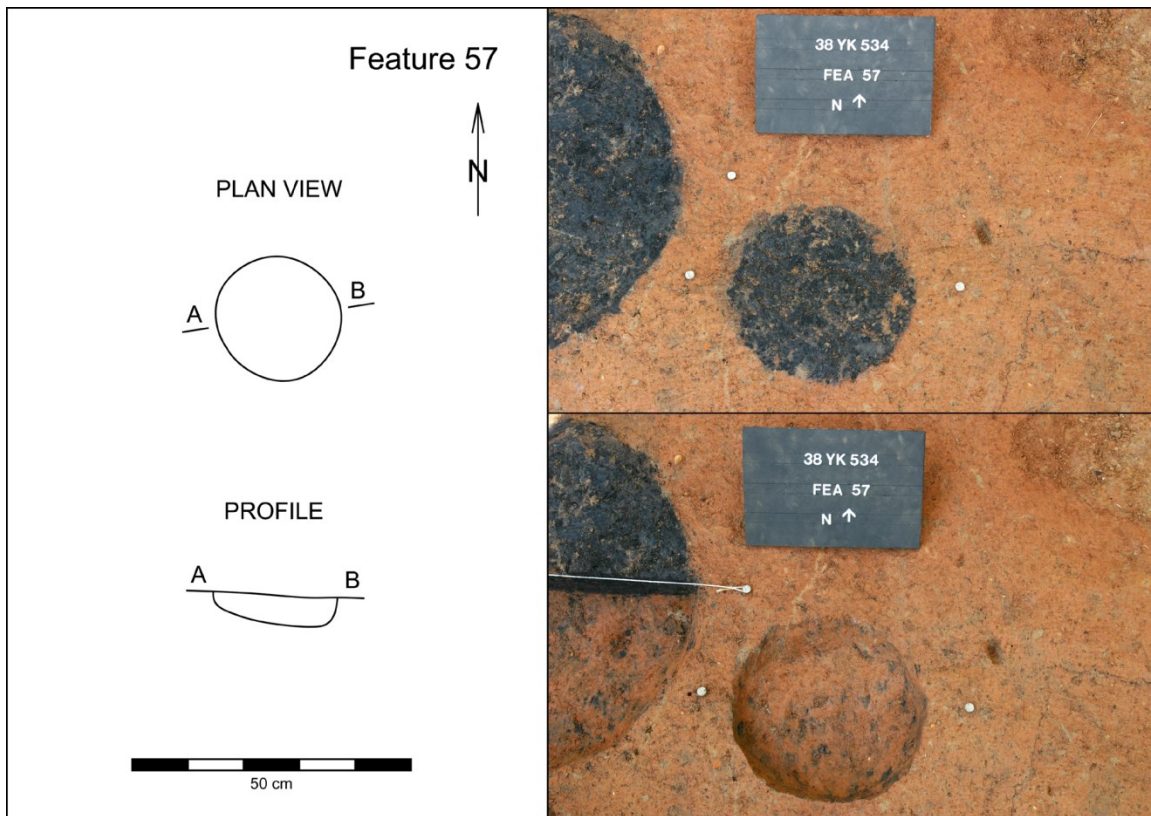 Feature 57
N
PLAN VIEW
A
B
PROFILE
A
B
50 cm
38 YK 534
FEA 57
N ↑
38 YK 534
FEA 57
N ↑